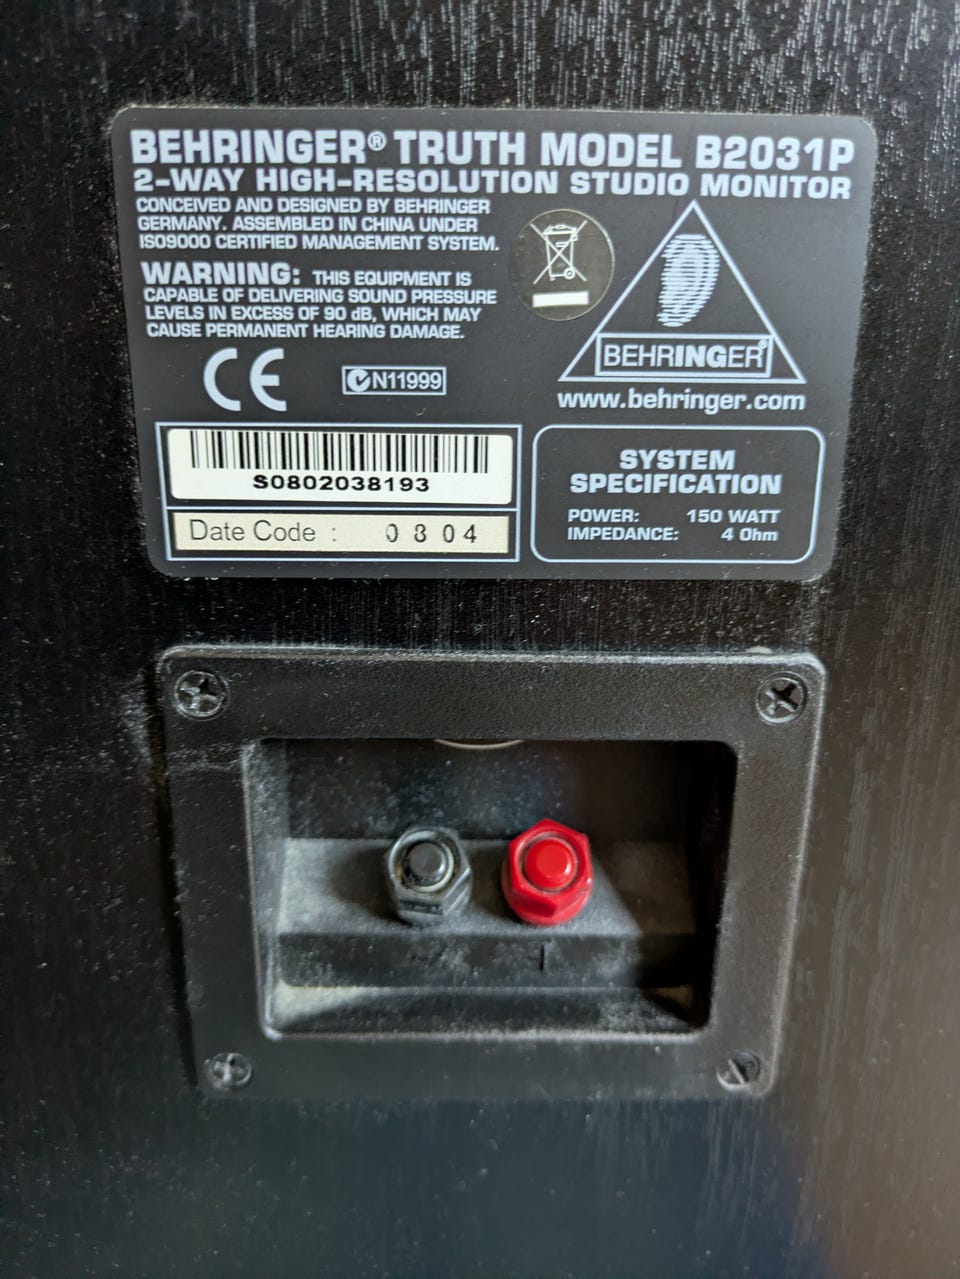 BEHRINGER® TRUTH MODEL B2031P
2-WAY HIGH-RESOLUTION STUDIO MONITOR
CONCEIVED AND DESIGNED BY BEHRINGER
GERMANY. ASSEMBLED IN CHINA UNDER
ISO9000 CERTIFIED MANAGEMENT SYSTEM.
WARNING: THIS EQUIPMENT IS
CAPABLE OF DELIVERING SOUND PRESSURE
LEVELS IN EXCESS OF 90 dB, WHICH MAY
CAUSE PERMANENT HEARING DAMAGE.
CE
N11999
BEHRINGER®
www.behringer.com
S0802038193
Date Code : 0804
SYSTEM
SPECIFICATION
POWER: 150 WATT
IMPEDANCE: 4 Ohm